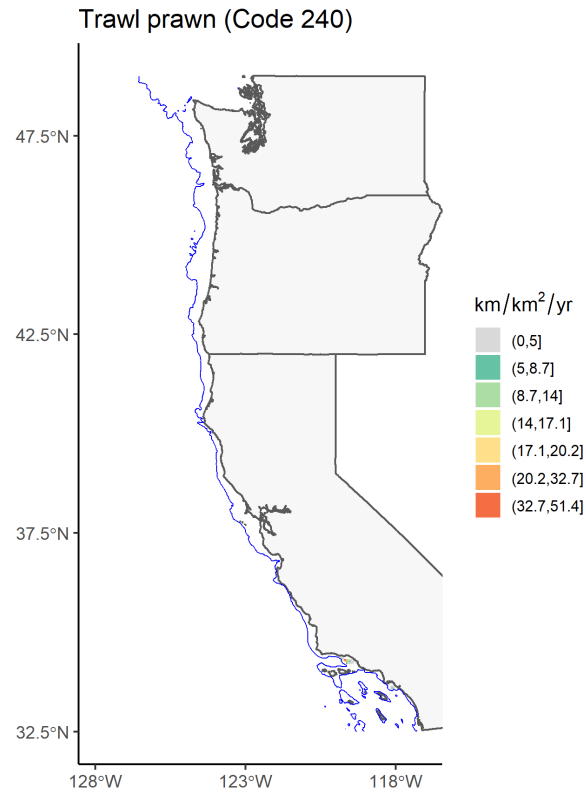 Trawl prawn (Code 240)
47.5°N
42.5°N
37.5°N
32.5°N
128°W
123°W
118°W
km/km²/yr
(0,5]
(5,8.7]
(8.7,14]
(14,17.1]
(17.1,20.2]
(20.2,32.7]
(32.7,51.4]